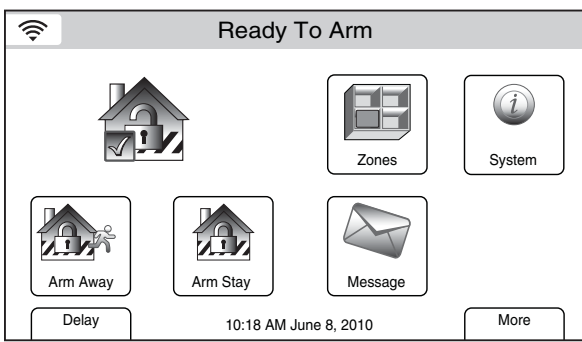 Ready To Arm
Zones
System
Arm Away
Arm Stay
Message
Delay
10:18 AM June 8, 2010
More